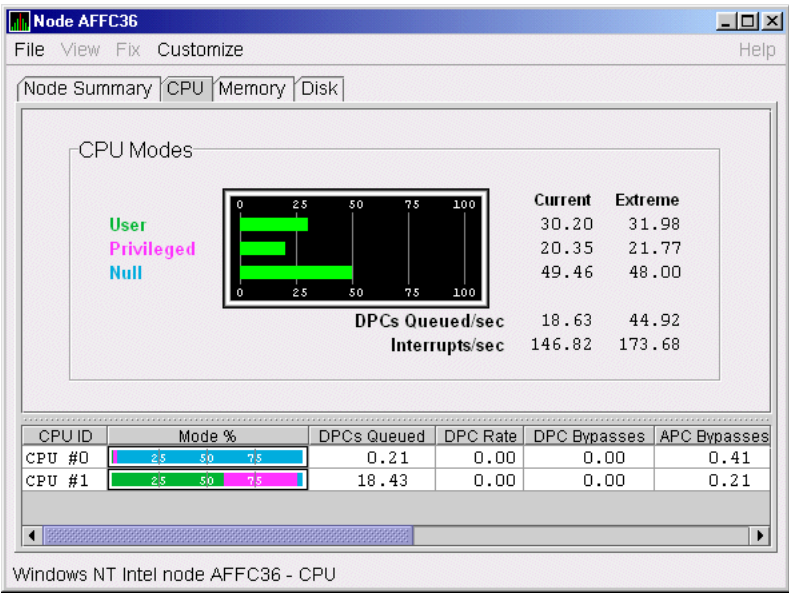 Node AFFC36
File View Fix Customize Help
Node Summary CPU Memory Disk
CPU Modes
Current Extreme
0 25 50 75 100
User 30.20 31.98
Privileged 20.35 21.77
Null 49.46 48.00
0 25 50 75 100
DPCs Queued/sec 18.63 44.92
Interrupts/sec 146.82 173.68
CPU ID Mode % DPCs Queued DPC Rate DPC Bypasses APC Bypasses
CPU #0 25 50 75 0.21 0.00 0.00 0.41
CPU #1 25 50 75 18.43 0.00 0.00 0.21
Windows NT Intel node AFFC36 - CPU